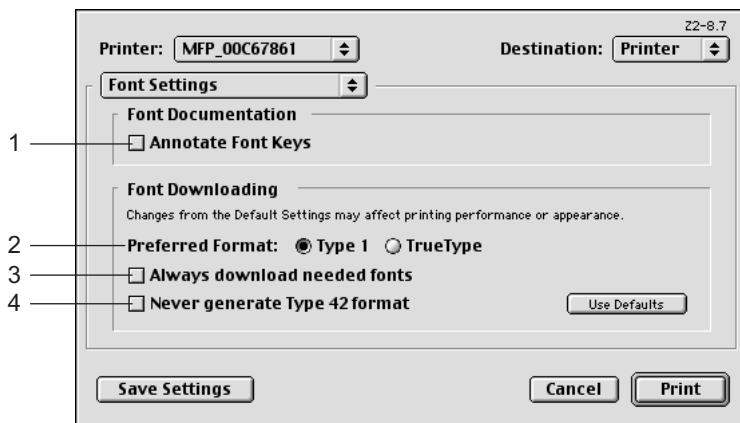 Z2-8.7
Printer: MFP_00C67861 Destination: Printer
Font Settings
Font Documentation
1 Annotate Font Keys
Font Downloading
Changes from the Default Settings may affect printing performance or appearance.
2 Preferred Format: Type 1 TrueType
3 Always download needed fonts
4 Never generate Type 42 format Use Defaults
Save Settings Cancel Print